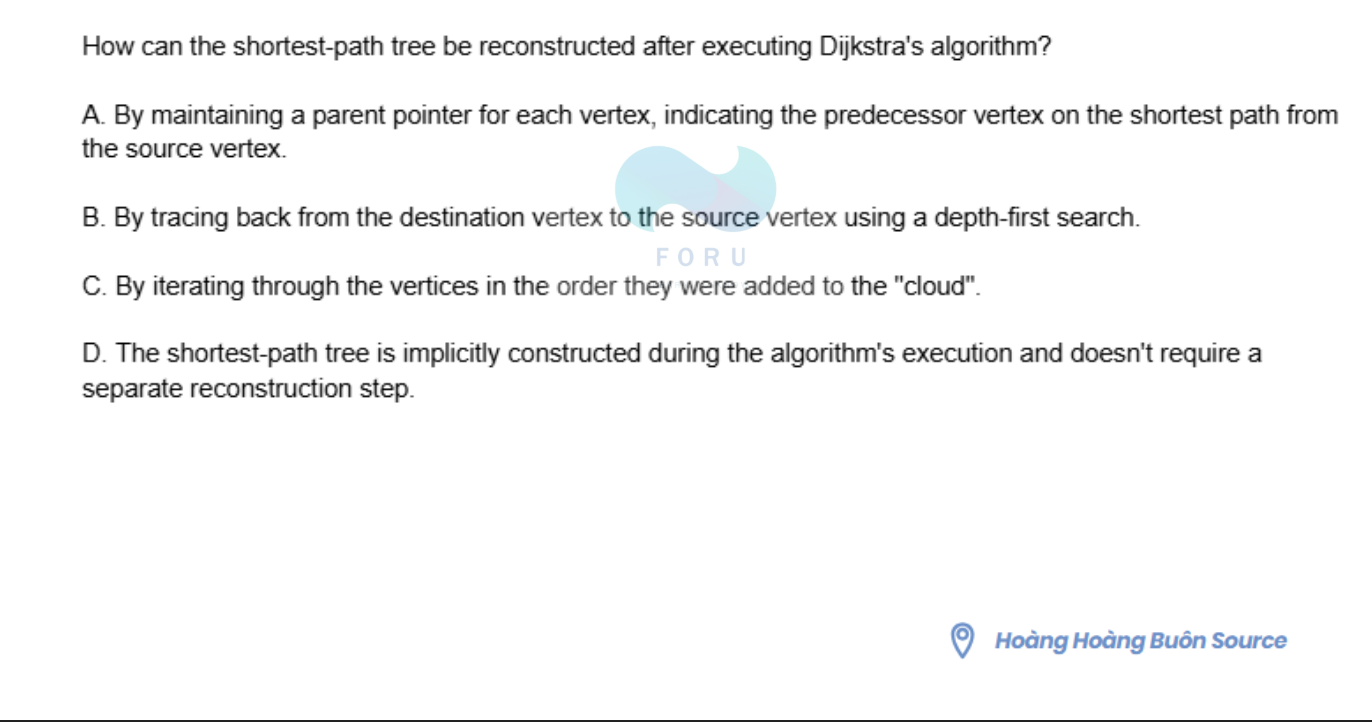 How can the shortest-path tree be reconstructed after executing Dijkstra's algorithm?
A. By maintaining a parent pointer for each vertex, indicating the predecessor vertex on the shortest path from
the source vertex.
B. By tracing back from the destination vertex to the source vertex using a depth-first search.
FORU
C. By iterating through the vertices in the order they were added to the "cloud".
D. The shortest-path tree is implicitly constructed during the algorithm's execution and doesn't require a
separate reconstruction step.
Hoàng Hoàng Buôn Source